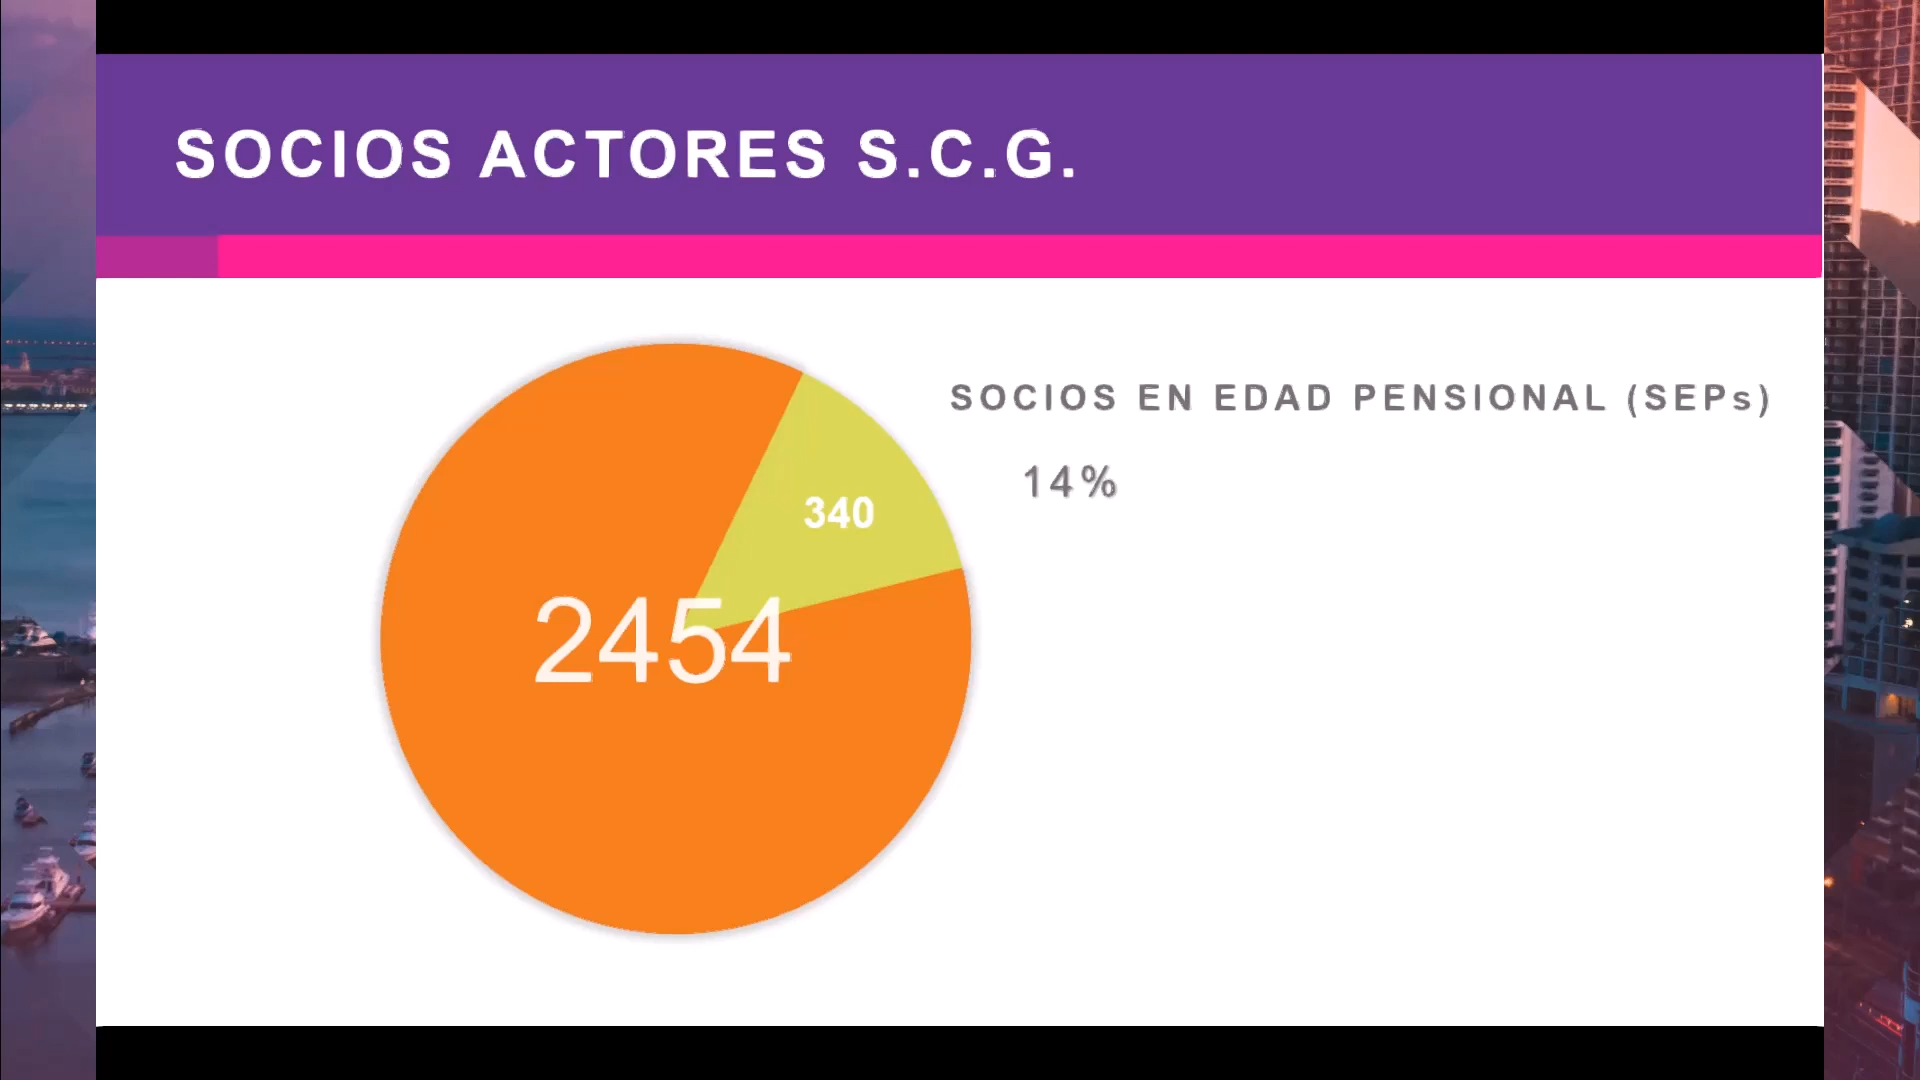 SOCIOS ACTORES S.C.G.
SOCIOS EN EDAD PENSIONAL (SEPs)
14%
340
2454